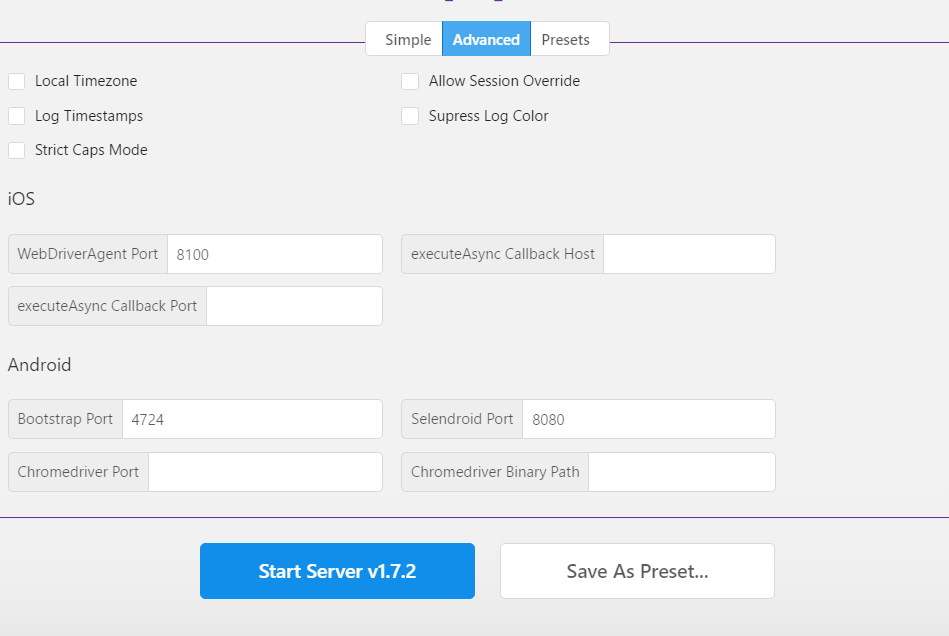 Simple Advanced Presets
Local Timezone Allow Session Override
Log Timestamps Supress Log Color
Strict Caps Mode
iOS
WebDriverAgent Port 8100 executeAsync Callback Host
executeAsync Callback Port
Android
Bootstrap Port 4724 Selendroid Port 8080
Chromedriver Port Chromedriver Binary Path
Start Server v1.7.2 Save As Preset...